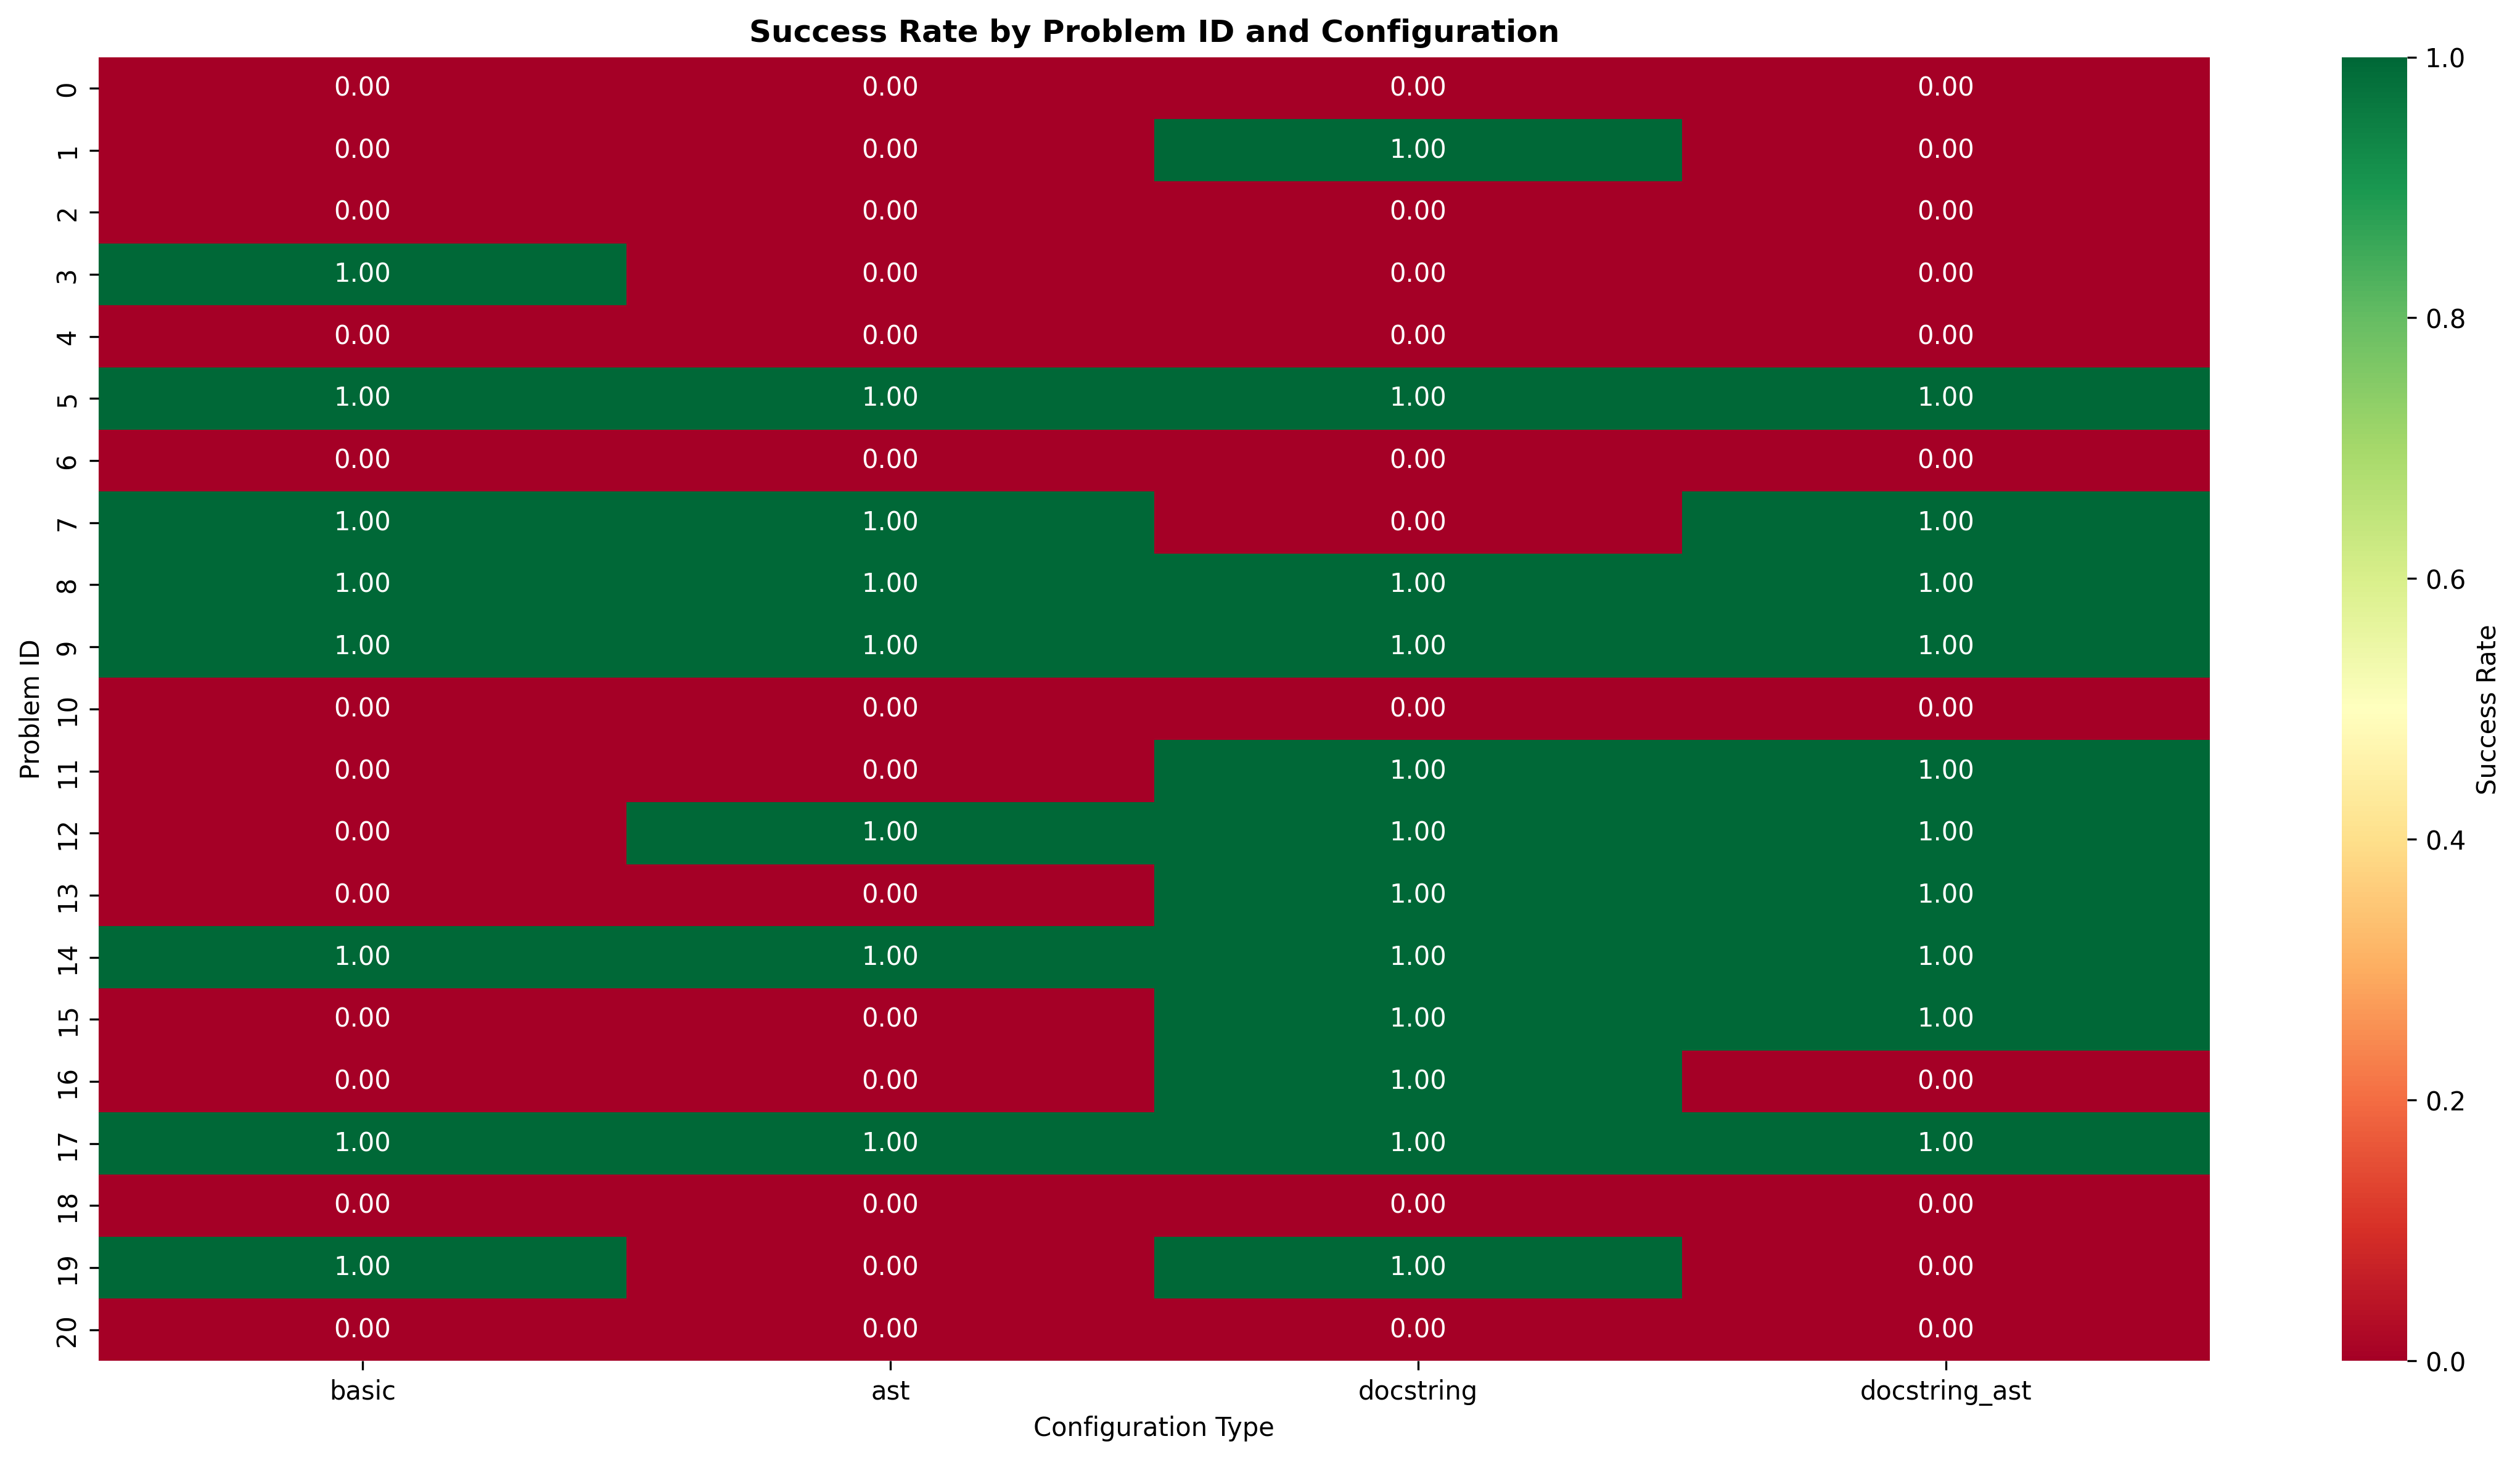 Success Rate by Problem ID and Configuration
0 0.00 0.00 0.00 0.00
1 0.00 0.00 1.00 0.00
2 0.00 0.00 0.00 0.00
3 1.00 0.00 0.00 0.00
4 0.00 0.00 0.00 0.00
5 1.00 1.00 1.00 1.00
6 0.00 0.00 0.00 0.00
7 1.00 1.00 0.00 1.00
8 1.00 1.00 1.00 1.00
9 1.00 1.00 1.00 1.00
10 0.00 0.00 0.00 0.00
11 0.00 0.00 1.00 1.00
12 0.00 1.00 1.00 1.00
13 0.00 0.00 1.00 1.00
14 1.00 1.00 1.00 1.00
15 0.00 0.00 1.00 1.00
16 0.00 0.00 1.00 0.00
17 1.00 1.00 1.00 1.00
18 0.00 0.00 0.00 0.00
19 1.00 0.00 1.00 0.00
20 0.00 0.00 0.00 0.00
basic ast docstring docstring_ast
Configuration Type
Problem ID
1.0
0.8
0.6
0.4
0.2
0.0
Success Rate